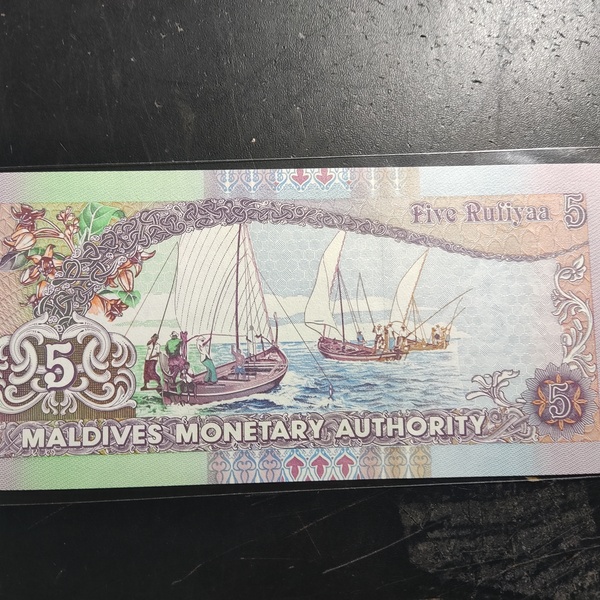 Five Rufiyaa 5
5
5
MALDIVES MONETARY AUTHORITY